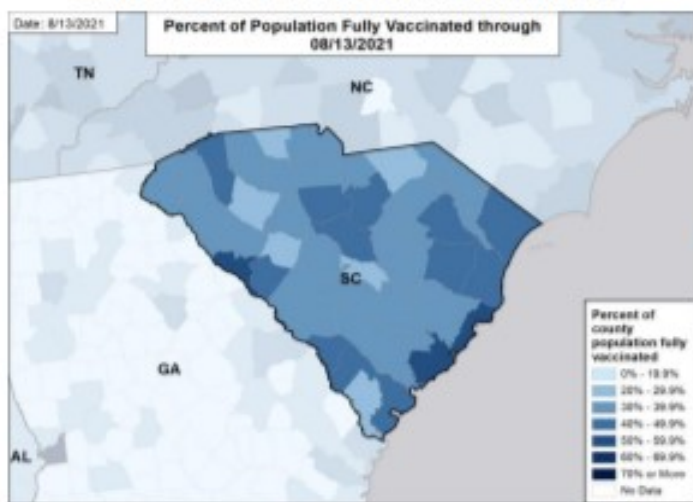 Date: 8/13/2021
Percent of Population Fully Vaccinated through
08/13/2021
TN
NC
SC
GA
AL
Percent of
county
population fully
vaccinated
0% - 19.9%
20% - 29.9%
30% - 39.9%
40% - 49.9%
50% - 59.9%
60% - 69.9%
70% or More
No Data